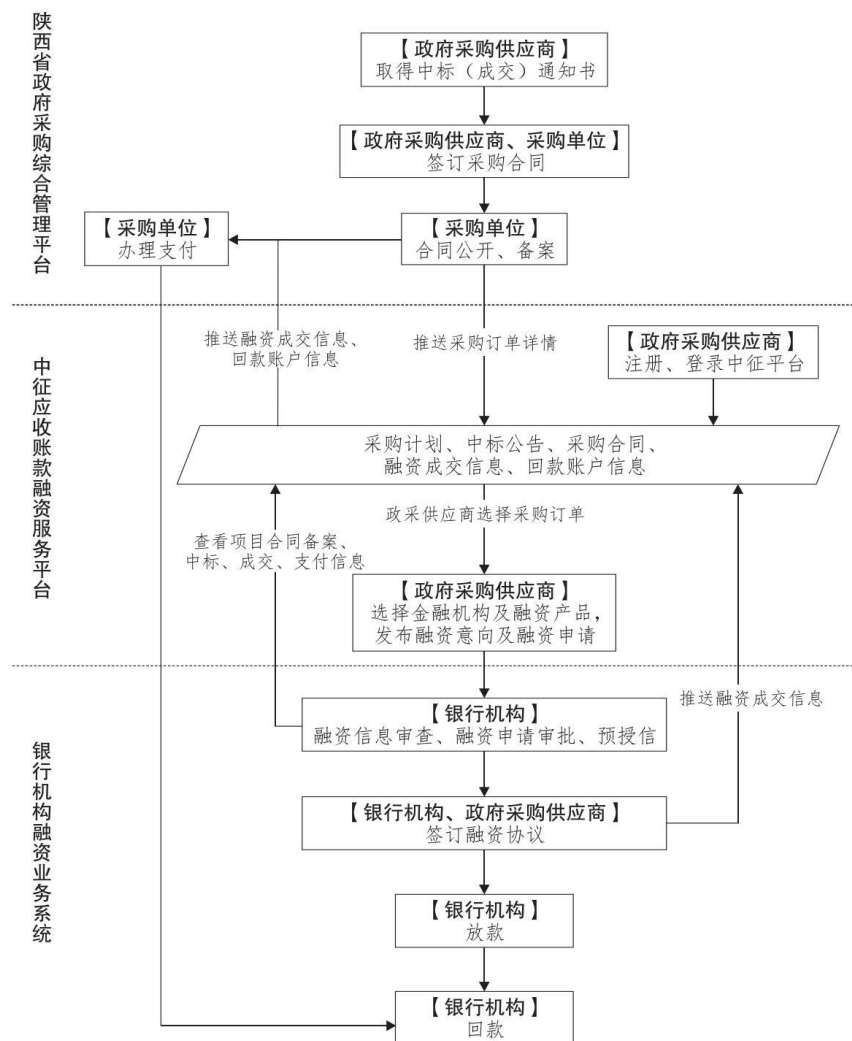 陕西省政府采购综合管理平台
【政府采购供应商】
取得中标（成交）通知书
【政府采购供应商、采购单位】
签订采购合同
【采购单位】
办理支付
【采购单位】
合同公开、备案
中征应收账款融资服务平台
推送融资成交信息、
回款账户信息
推送采购订单详情
【政府采购供应商】
注册、登录中征平台
采购计划、中标公告、采购合同、
融资成交信息、回款账户信息
政采供应商选择采购订单
查看项目合同备案、
中标、成交、支付信息
【政府采购供应商】
选择金融机构及融资产品，
发布融资意向及融资申请
银行机构融资业务系统
推送融资成交信息
【银行机构】
融资信息审查、融资申请审批、预授信
【银行机构、政府采购供应商】
签订融资协议
【银行机构】
放款
【银行机构】
回款